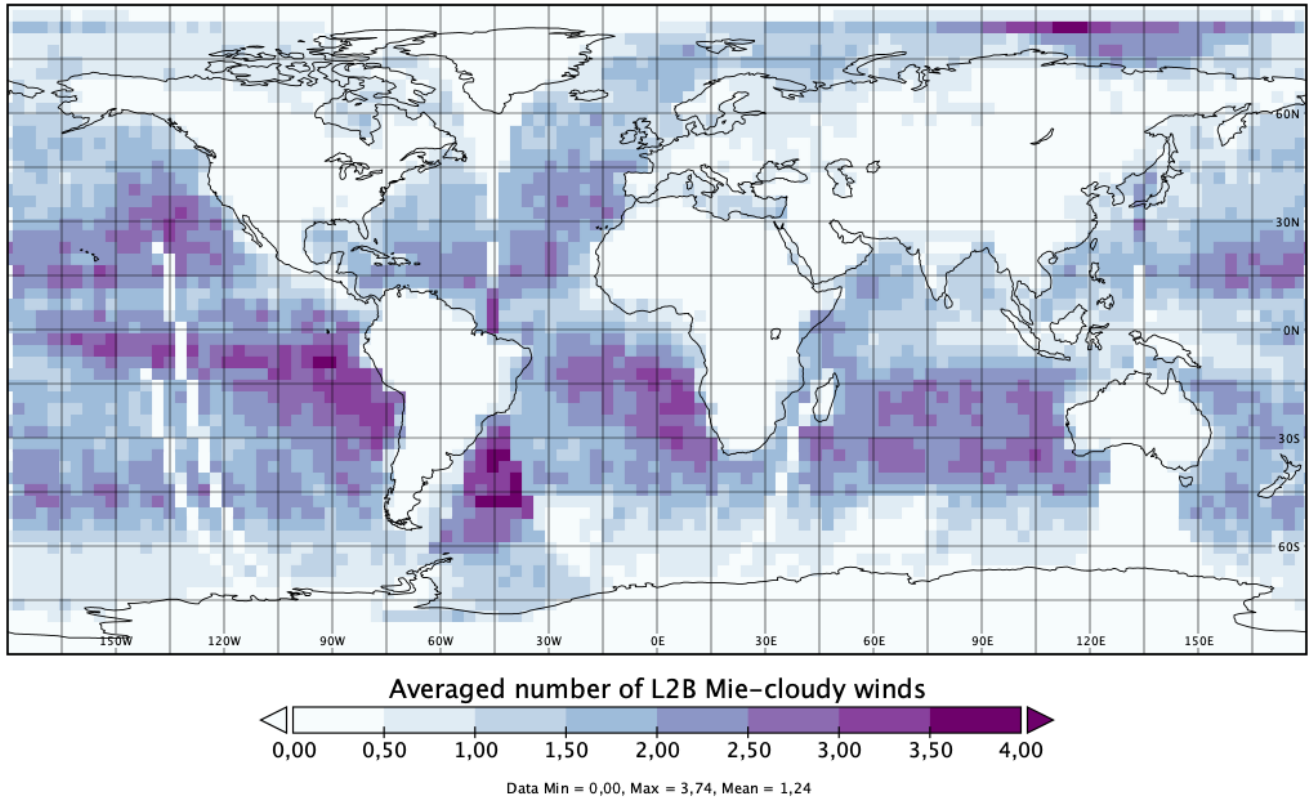 60N
30N
0N
30S
60S
150W 120W 90W 60W 30W 0E 30E 60E 90E 120E 150E
Averaged number of L2B Mie-cloudy winds
0,00 0,50 1,00 1,50 2,00 2,50 3,00 3,50 4,00
Data Min = 0,00, Max = 3,74, Mean = 1,24